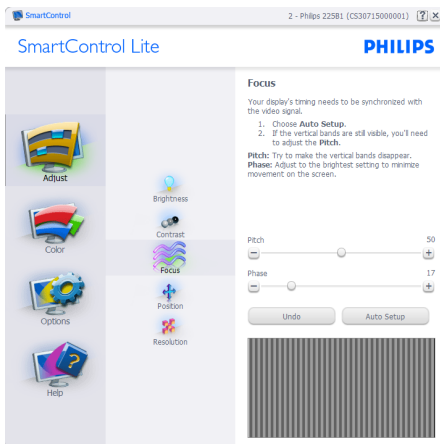 SmartControl
2 - Philips 225B1 (CS30715000001)
SmartControl Lite
PHILIPS
Adjust
Color
Options
Help
Brightness
Contrast
Focus
Position
Resolution
Focus
Your display's timing needs to be synchronized with
the video signal.
1. Choose Auto Setup.
2. If the vertical bands are still visible, you'll need
to adjust the Pitch.
Pitch: Try to make the vertical bands disappear.
Phase: Adjust to the brightest setting to minimize
movement on the screen.
Pitch 50
Phase 17
Undo
Auto Setup